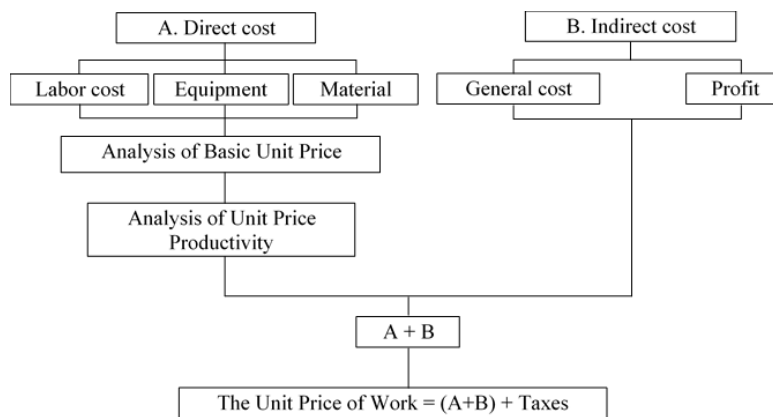 A. Direct cost
B. Indirect cost
Labor cost
Equipment
Material
General cost
Profit
Analysis of Basic Unit Price
Analysis of Unit Price
Productivity
A + B
The Unit Price of Work = (A+B) + Taxes